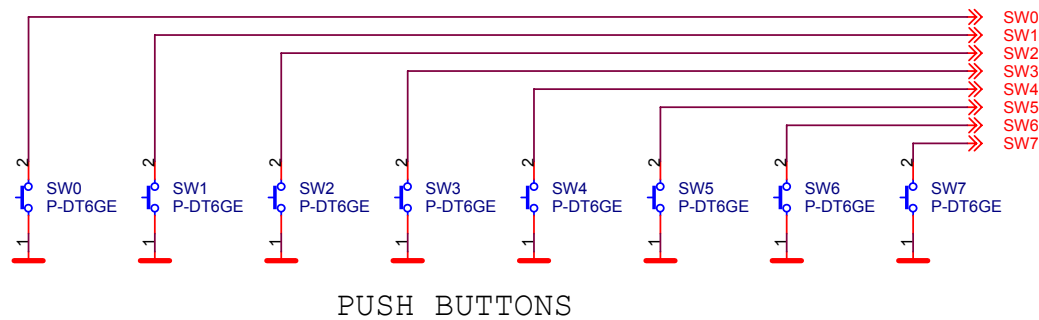 SW0
SW1
SW2
SW3
SW4
SW5
SW6
SW7
2 2 2 2 2 2 2 2
SW0 SW1 SW2 SW3 SW4 SW5 SW6 SW7
P-DT6GE P-DT6GE P-DT6GE P-DT6GE P-DT6GE P-DT6GE P-DT6GE P-DT6GE
1 1 1 1 1 1 1 1
PUSH BUTTONS